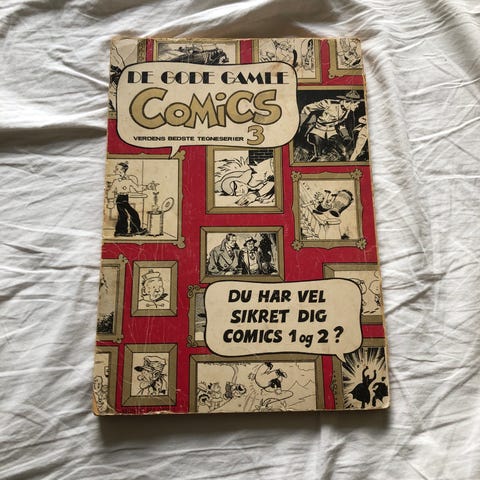 DE GODE GAMLE
COMICS
VERDENS BEDSTE TEGNESERIER
3
DU HAR VEL
SIKRET DIG
COMICS 1 og 2?